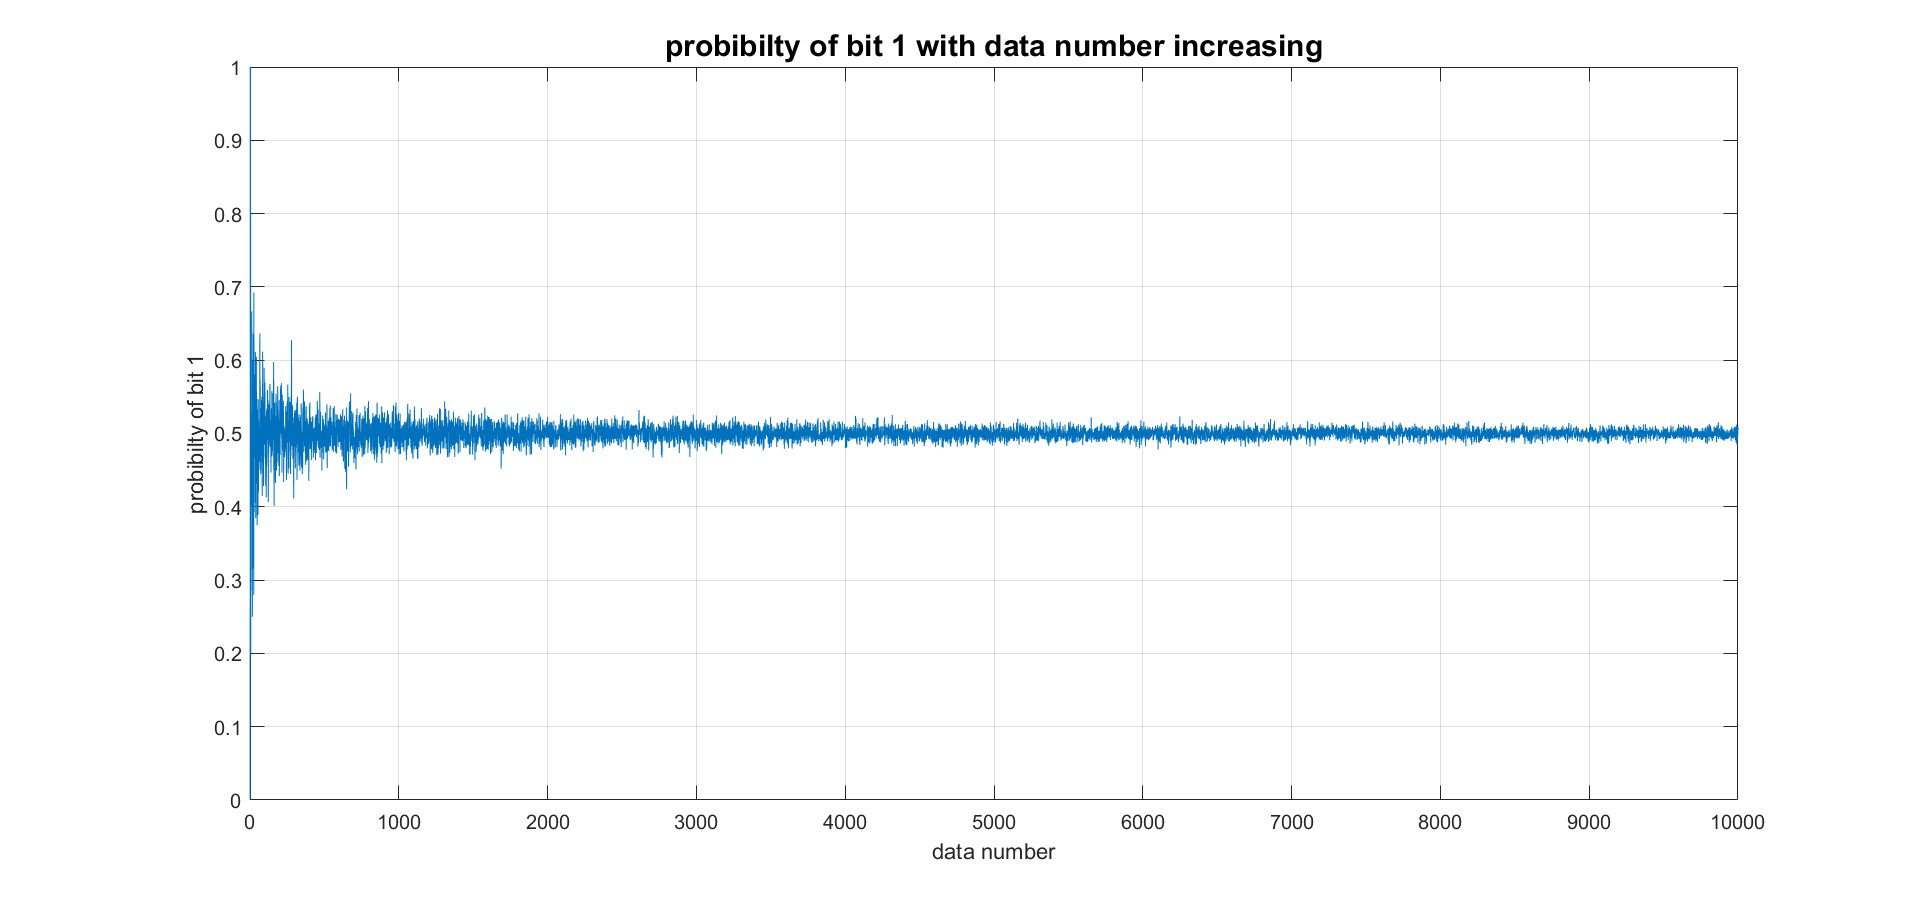 probibilty of bit 1 with data number increasing
1
0.9
0.8
0.7
0.6
0.5
0.4
0.3
0.2
0.1
0
probibilty of bit 1
0 1000 2000 3000 4000 5000 6000 7000 8000 9000 10000
data number